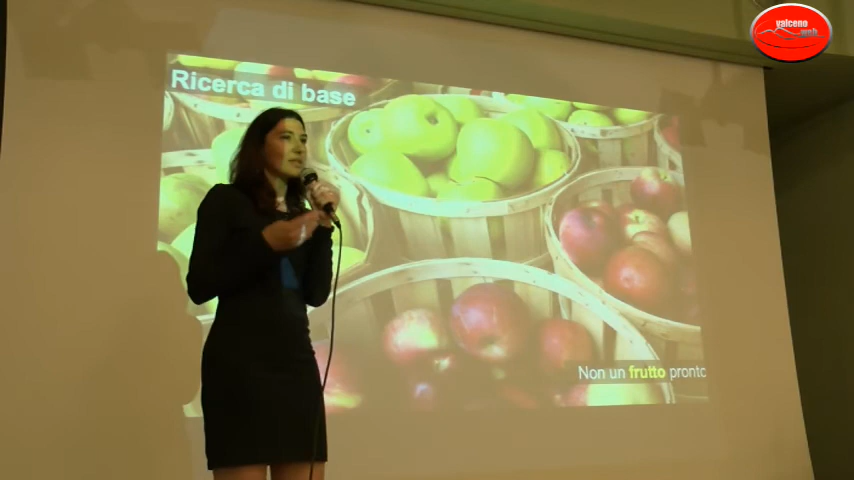 valceno
web
Ricerca di base
Non un frutto pronto